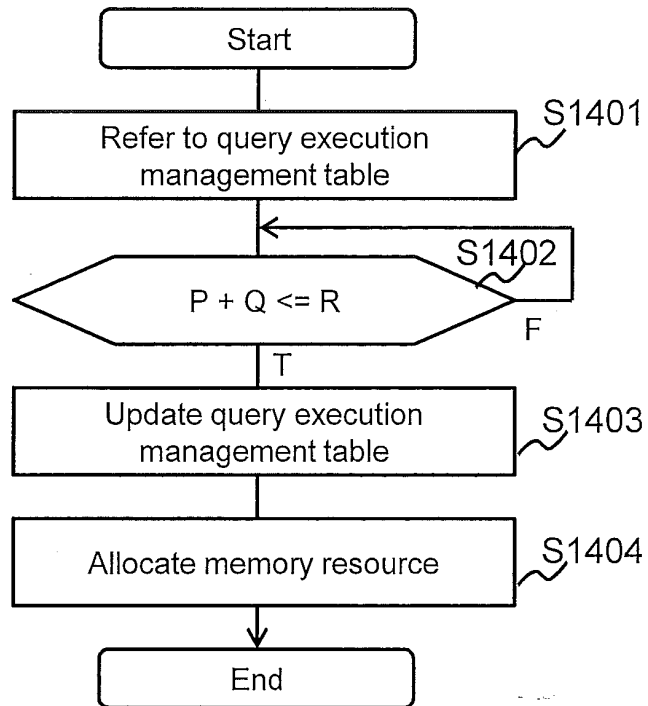 Start
S1401
Refer to query execution
management table
S1402
P + Q <= R
F
T
Update query execution
management table
S1403
Allocate memory resource
S1404
End